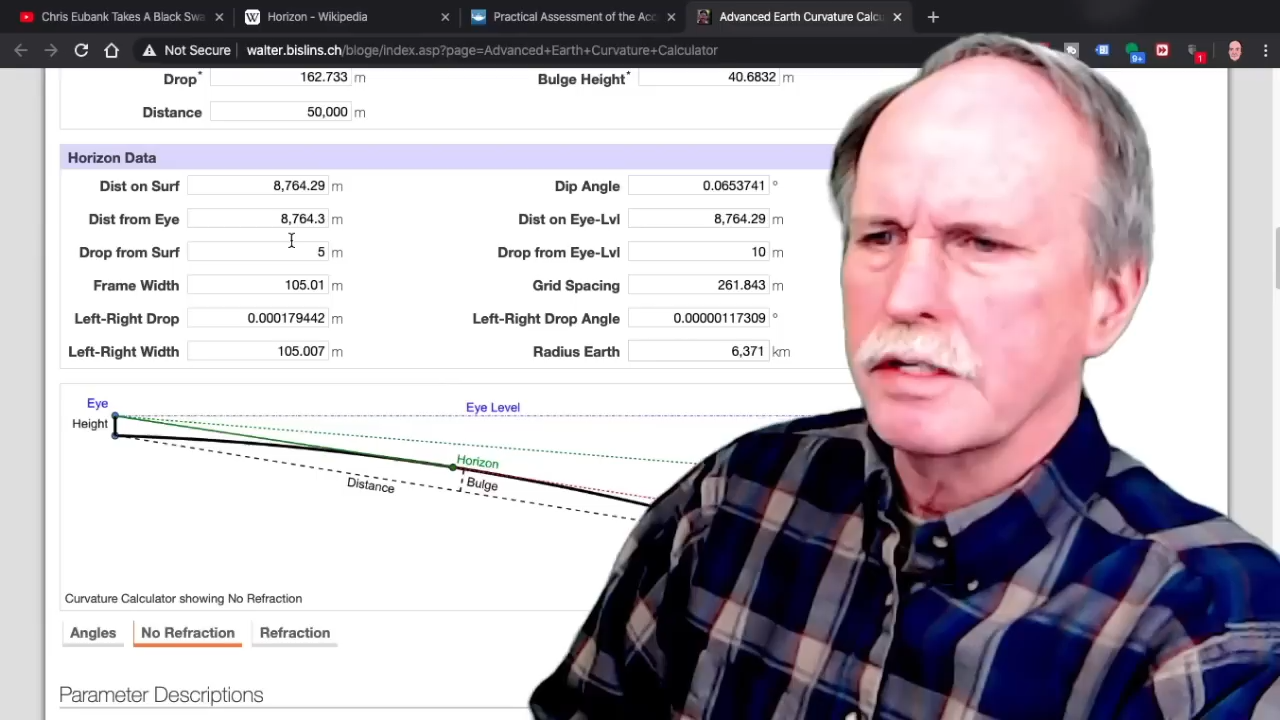 Chris Eubank Takes A Black Swa
Horizon - Wikipedia
Practical Assessment of the Acc
Advanced Earth Curvature Calcu
Not Secure walter.bislins.ch/bloge/index.asp?page=Advanced+Earth+Curvature+Calculator
9+
1
Drop* 162.733 m Bulge Height* 40.6832 m
Distance 50,000 m
Horizon Data
Dist on Surf 8,764.29 m Dip Angle 0.0653741 °
Dist from Eye 8,764.3 m Dist on Eye-Lvl 8,764.29 m
Drop from Surf 5 m Drop from Eye-Lvl 10 m
Frame Width 105.01 m Grid Spacing 261.843 m
Left-Right Drop 0.000179442 m Left-Right Drop Angle 0.00000117309 °
Left-Right Width 105.007 m Radius Earth 6,371 km
Eye
Eye Level
Height
Horizon
Distance
Bulge
Curvature Calculator showing No Refraction
Angles No Refraction Refraction
Parameter Descriptions